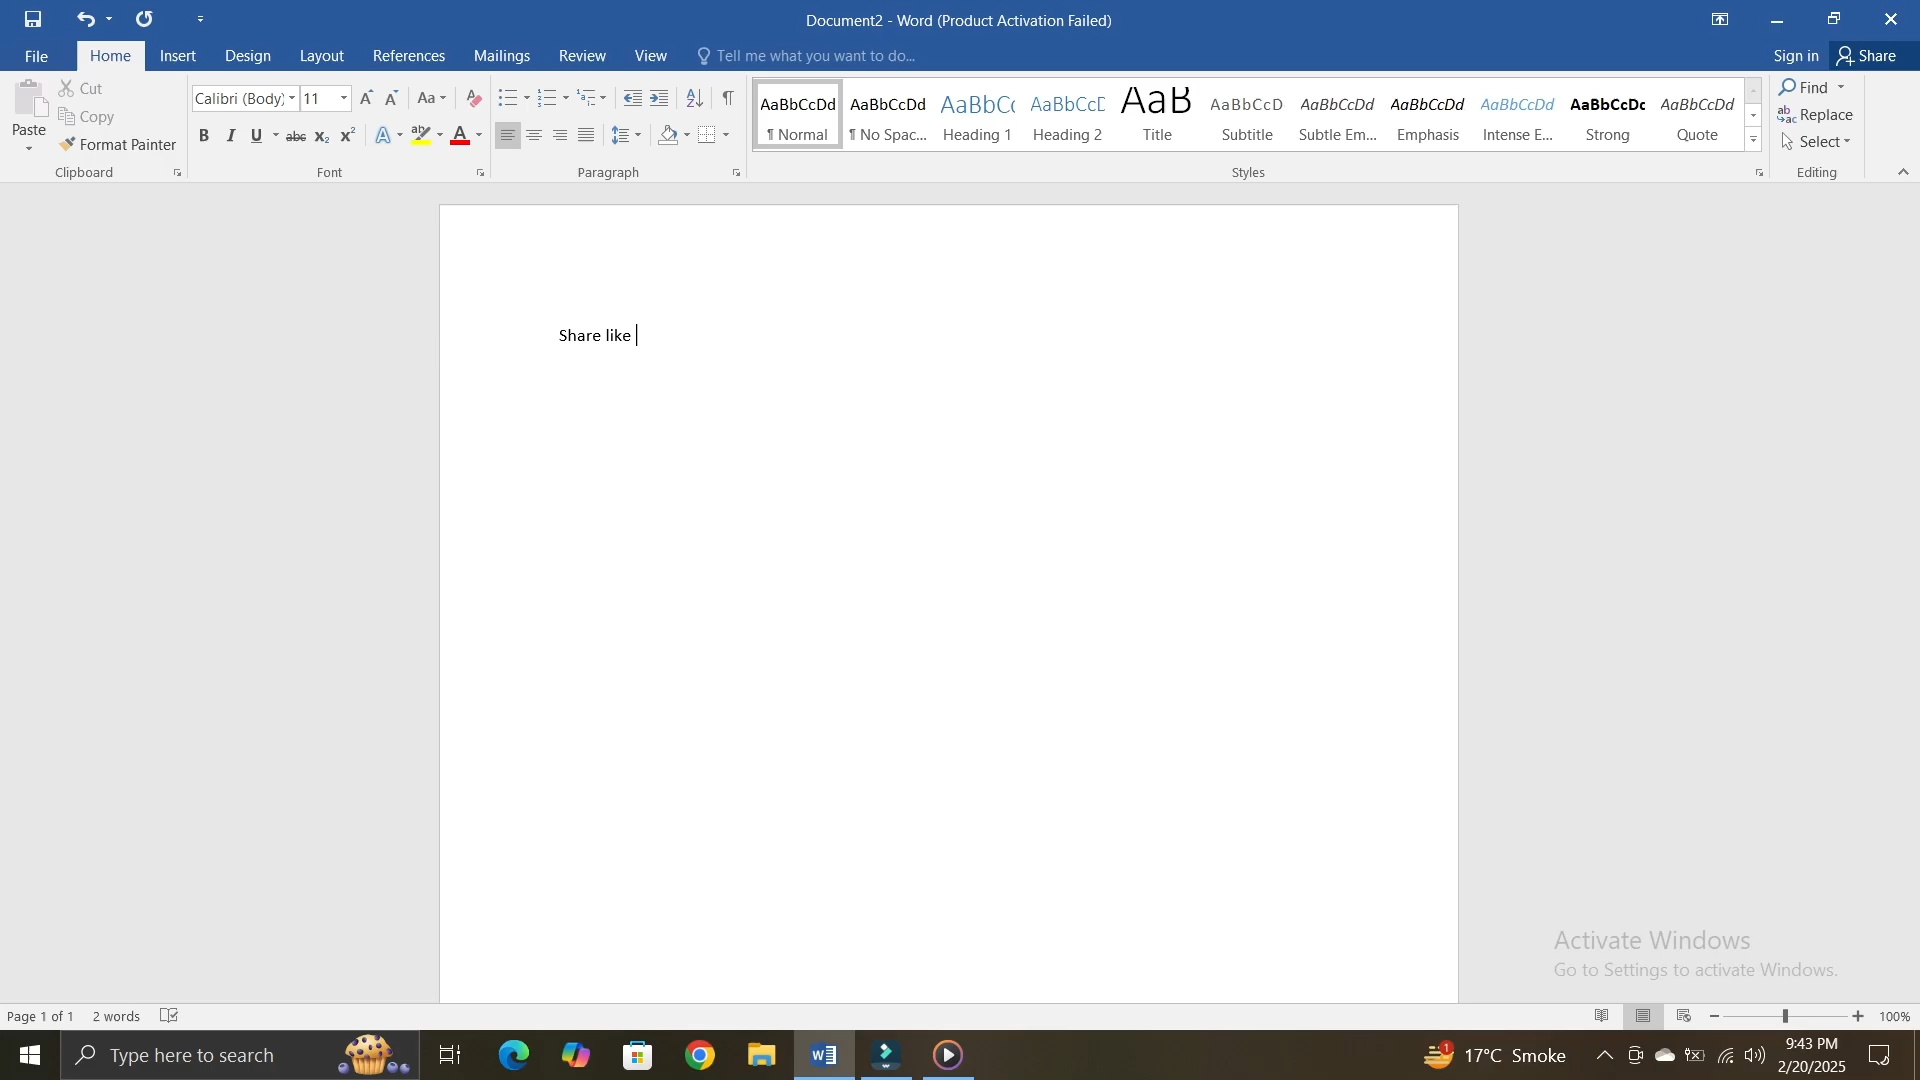 Document2 - Word (Product Activation Failed)
File Home Insert Design Layout References Mailings Review View Tell me what you want to do... Sign in Share
Paste Cut Copy Format Painter Clipboard
Calibri (Body) 11 Aa Font
Paragraph
AaBbCcDd ¶ Normal
AaBbCcDd ¶ No Spac...
AaBbCc Heading 1
AaBbCcD Heading 2
AaB Title
AaBbCcD Subtitle
AaBbCcDd Subtle Em...
AaBbCcDd Emphasis
AaBbCcDd Intense E...
AaBbCcDc Strong
AaBbCcDd Quote
Styles
Find
Replace
Select
Editing
Share like
Activate Windows
Go to Settings to activate Windows.
Page 1 of 1 2 words 100%
Type here to search 1 17°C Smoke 9:43 PM
2/20/2025